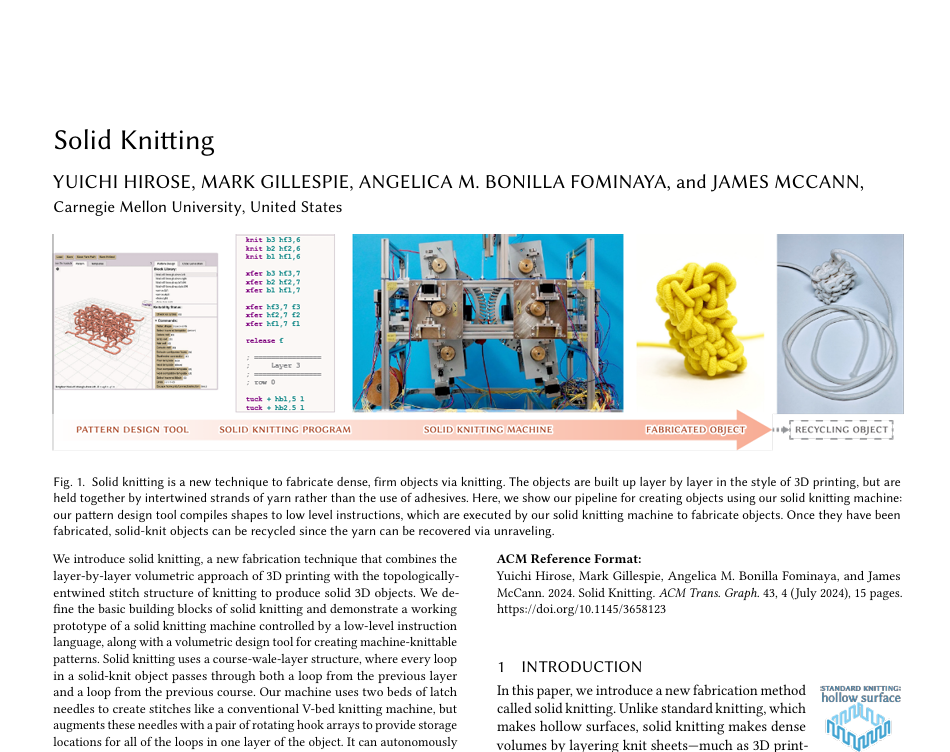 Solid Knitting
YUICHI HIROSE, MARK GILLESPIE, ANGELICA M. BONILLA FOMINAYA, and JAMES MCCANN,
Carnegie Mellon University, United States
knit b3 hf3,6
knit b2 hf2,6
knit b1 hf1,6
xfer b3 hf3,7
xfer b2 hf2,7
xfer b1 hf1,7
xfer hf3,7 f3
xfer hf2,7 f2
xfer hf1,7 f1
release f
; ================
; Layer 3
; ================
; row 0
tuck + hb1,5 1
tuck + hb2,5 1
PATTERN DESIGN TOOL
SOLID KNITTING PROGRAM
SOLID KNITTING MACHINE
FABRICATED OBJECT
RECYCLING OBJECT
Fig. 1. Solid knitting is a new technique to fabricate dense, firm objects via knitting. The objects are built up layer by layer in the style of 3D printing, but are
held together by intertwined strands of yarn rather than the use of adhesives. Here, we show our pipeline for creating objects using our solid knitting machine:
our pattern design tool compiles shapes to low level instructions, which are executed by our solid knitting machine to fabricate objects. Once they have been
fabricated, solid-knit objects can be recycled since the yarn can be recovered via unraveling.
We introduce solid knitting, a new fabrication technique that combines the
layer-by-layer volumetric approach of 3D printing with the topologically-
entwined stitch structure of knitting to produce solid 3D objects. We de-
fine the basic building blocks of solid knitting and demonstrate a working
prototype of a solid knitting machine controlled by a low-level instruction
language, along with a volumetric design tool for creating machine-knittable
patterns. Solid knitting uses a course-wale-layer structure, where every loop
in a solid-knit object passes through both a loop from the previous layer
and a loop from the previous course. Our machine uses two beds of latch
needles to create stitches like a conventional V-bed knitting machine, but
augments these needles with a pair of rotating hook arrays to provide storage
locations for all of the loops in one layer of the object. It can autonomously
ACM Reference Format:
Yuichi Hirose, Mark Gillespie, Angelica M. Bonilla Fominaya, and James
McCann. 2024. Solid Knitting. ACM Trans. Graph. 43, 4 (July 2024), 15 pages.
https://doi.org/10.1145/3658123
1 INTRODUCTION
In this paper, we introduce a new fabrication method
called solid knitting. Unlike standard knitting, which
makes hollow surfaces, solid knitting makes dense
volumes by layering knit sheets—much as 3D print-
STANDARD KNITTING:
hollow surface